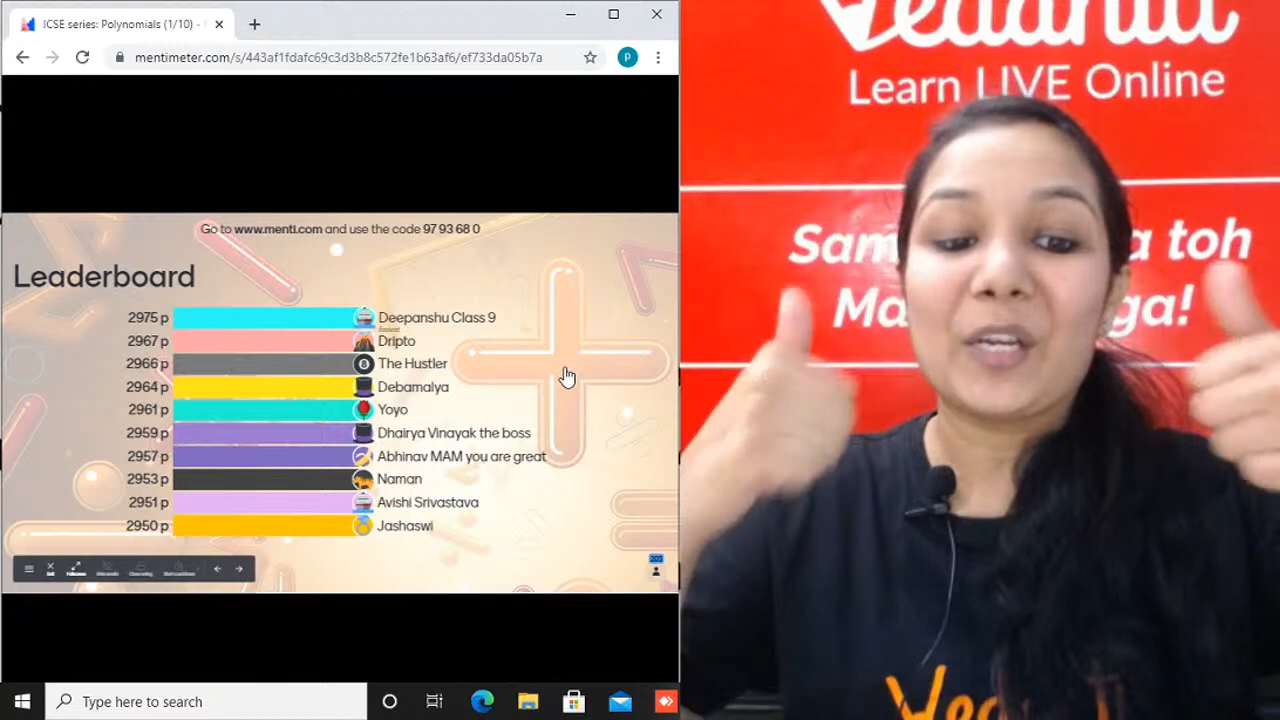 ICSE series: Polynomials (1/10) -
mentimeter.com/s/443af1fdafc69c3d3b8c572fe1b63af6/ef733da05b7a
P
Go to www.menti.com and use the code 97 93 68 0
Leaderboard
2975 p Deepanshu Class 9
2967 p Dripto
2966 p The Hustler
2964 p Debamalya
2961 p Yoyo
2959 p Dhairya Vinayak the boss
2957 p Abhinav MAM you are great
2953 p Naman
2951 p Avishi Srivastava
2950 p Jashaswi
Type here to search
Learn LIVE Online
toh